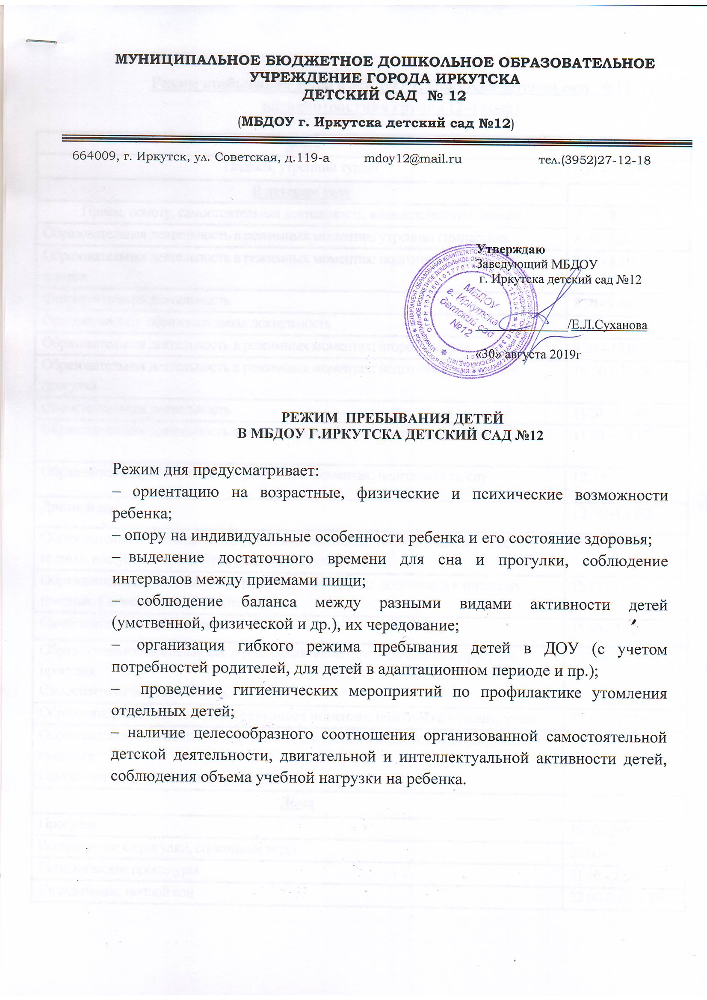 МУНИЦИПАЛЬНОЕ БЮДЖЕТНОЕ ДОШКОЛЬНОЕ ОБРАЗОВАТЕЛЬНОЕ
УЧРЕЖДЕНИЕ ГОРОДА ИРКУТСКА
ДЕТСКИЙ САД № 12
(МБДОУ г. Иркутска детский сад №12)
664009, г. Иркутск, ул. Советская, д.119-а mdoy12@mail.ru тел.(3952)27-12-18
Утверждаю
Заведующий МБДОУ
г. Иркутска детский сад №12
/Е.Л.Суханова
«30» августа 2019г
МБДОУ
г. Иркутска
детский сад
№12
РЕЖИМ ПРЕБЫВАНИЯ ДЕТЕЙ
В МБДОУ Г.ИРКУТСКА ДЕТСКИЙ САД №12
Режим дня предусматривает:
– ориентацию на возрастные, физические и психические возможности
ребенка;
– опору на индивидуальные особенности ребенка и его состояние здоровья;
– выделение достаточного времени для сна и прогулки, соблюдение
интервалов между приемами пищи;
– соблюдение баланса между разными видами активности детей
(умственной, физической и др.), их чередование;
– организация гибкого режима пребывания детей в ДОУ (с учетом
потребностей родителей, для детей в адаптационном периоде и пр.);
– проведение гигиенических мероприятий по профилактике утомления
отдельных детей;
– наличие целесообразного соотношения организованной самостоятельной
детской деятельности, двигательной и интеллектуальной активности детей,
соблюдения объема учебной нагрузки на ребенка.